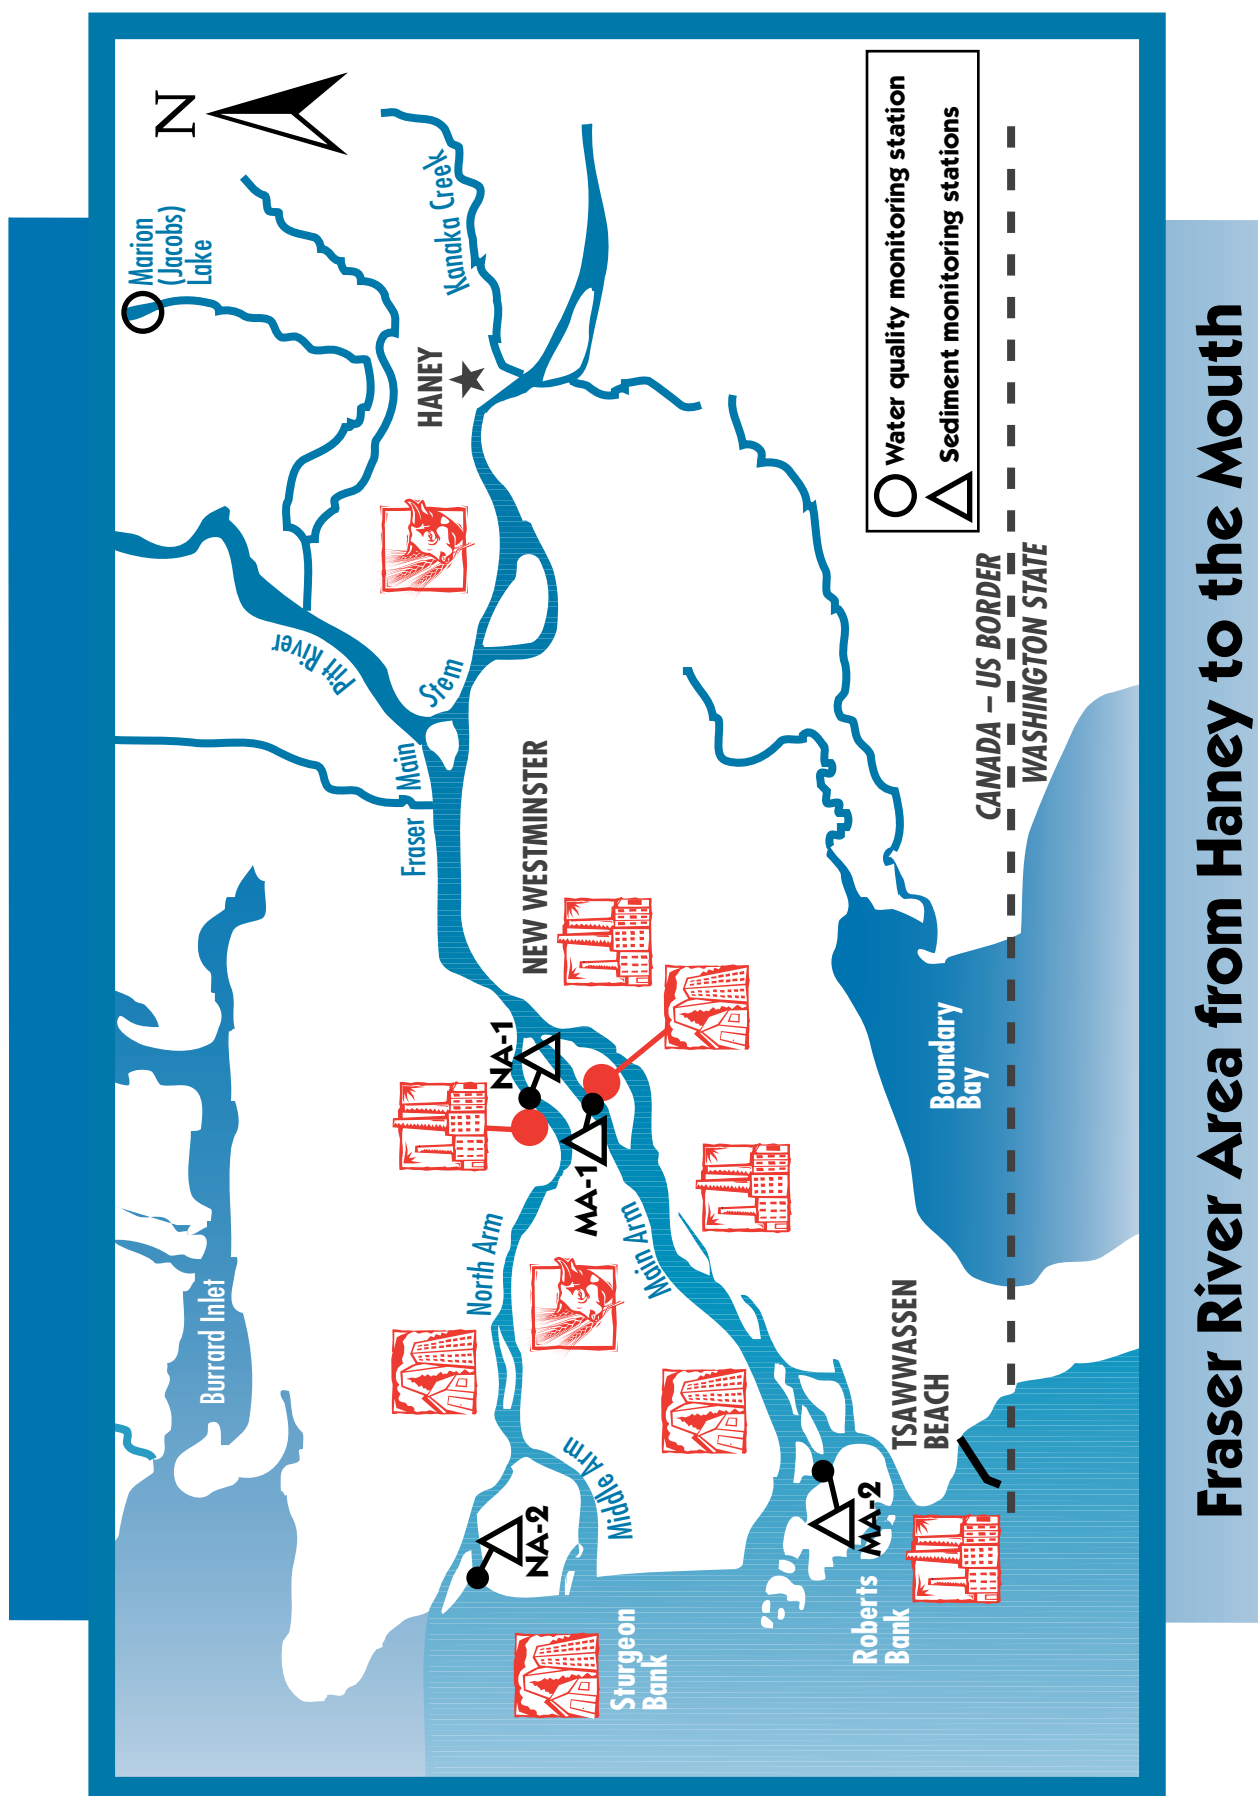 Fraser River Area from Haney to the Mouth
N
Marion
(Jacobs)
Lake
Kanaka Creek
HANEY
Pitt River
Fraser Main Stem
NEW WESTMINSTER
Burrard Inlet
NA-1
MA-1
North Arm
Main Arm
Middle Arm
NA-2
MA-2
Sturgeon
Bank
Roberts
Bank
TSAWWASSEN
BEACH
Boundary
Bay
CANADA – US BORDER
WASHINGTON STATE
Water quality monitoring station
Sediment monitoring stations